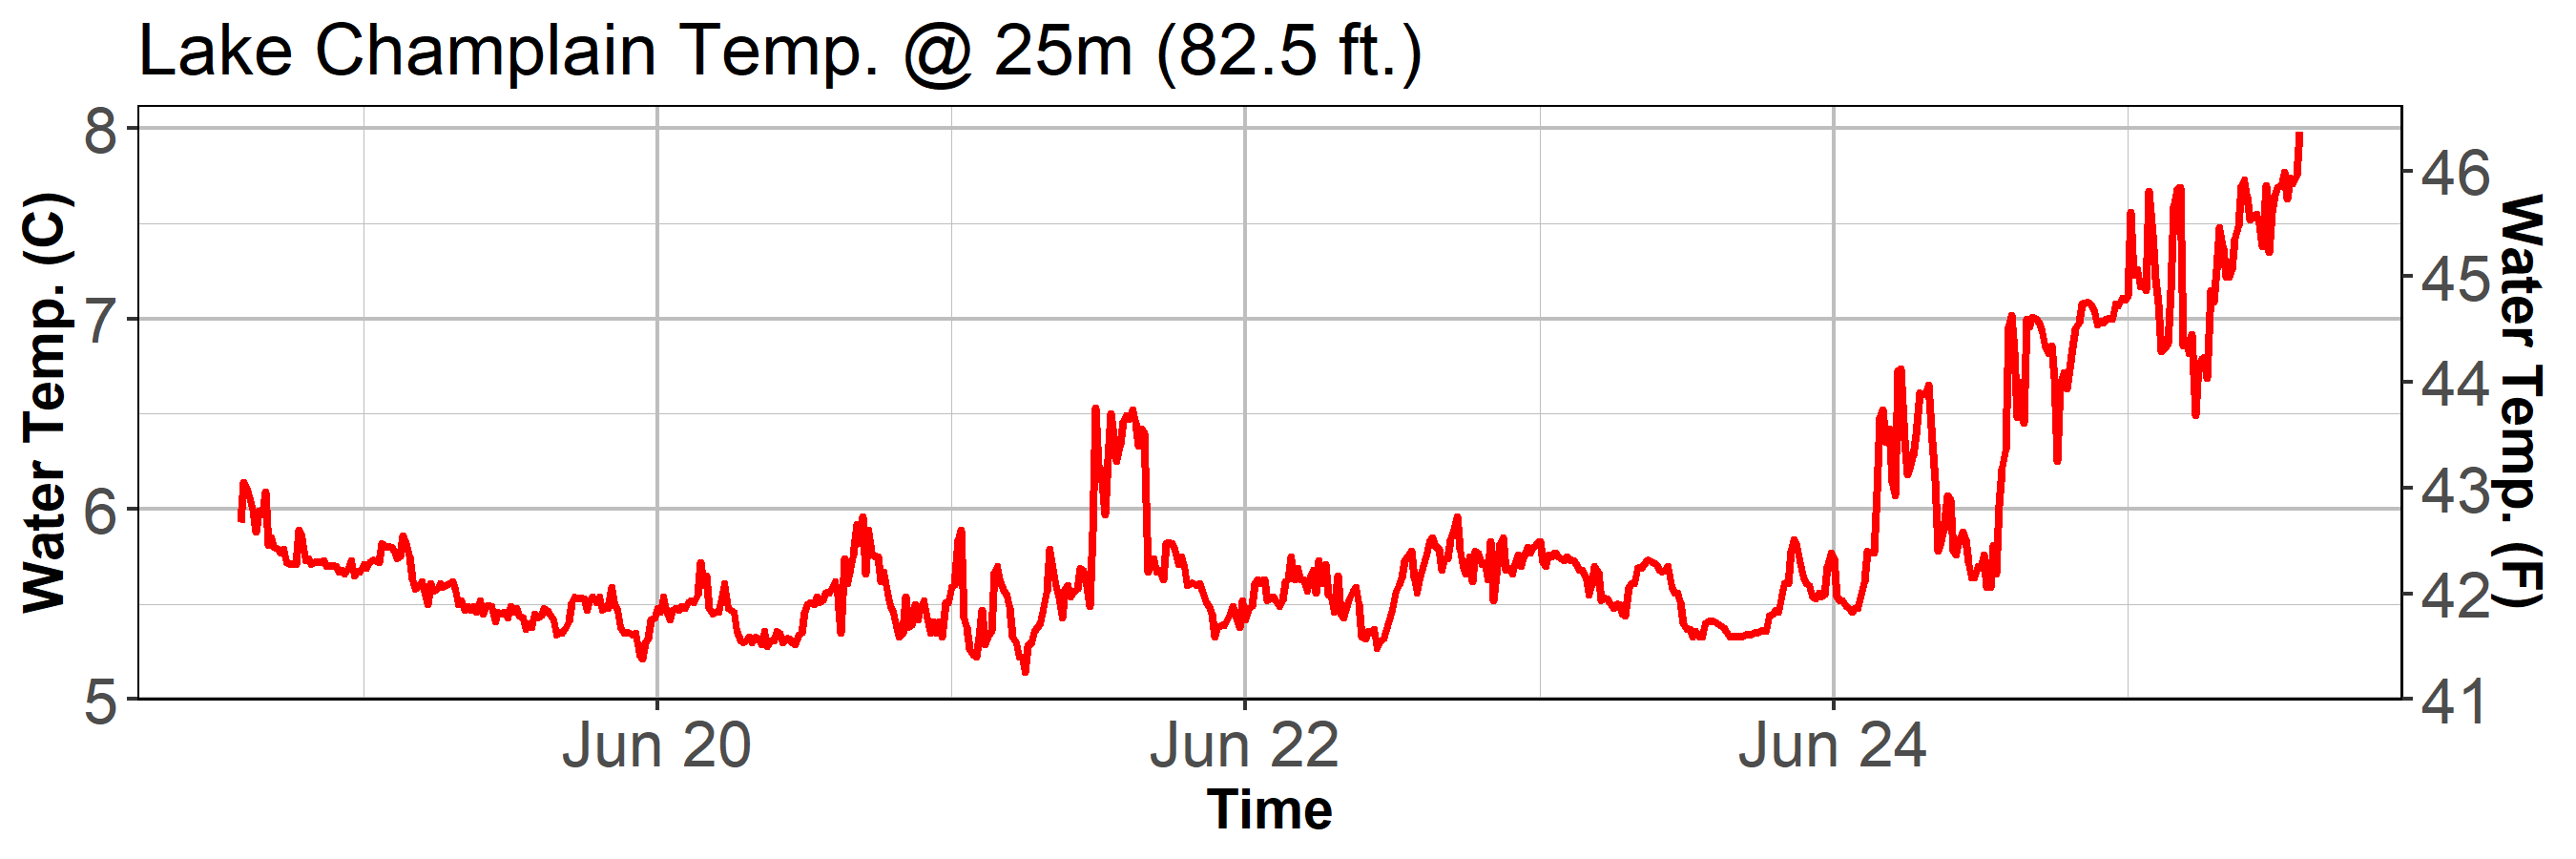 Lake Champlain Temp. @ 25m (82.5 ft.)
Water Temp. (C)
8
7
6
5
46
45
44
43
42
41
Water Temp. (F)
Jun 20
Jun 22
Jun 24
Time